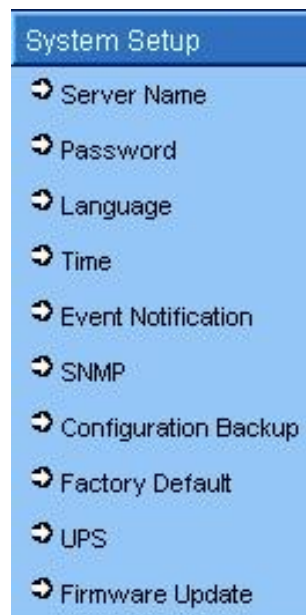 System Setup
Server Name
Password
Language
Time
Event Notification
SNMP
Configuration Backup
Factory Default
UPS
Firmware Update